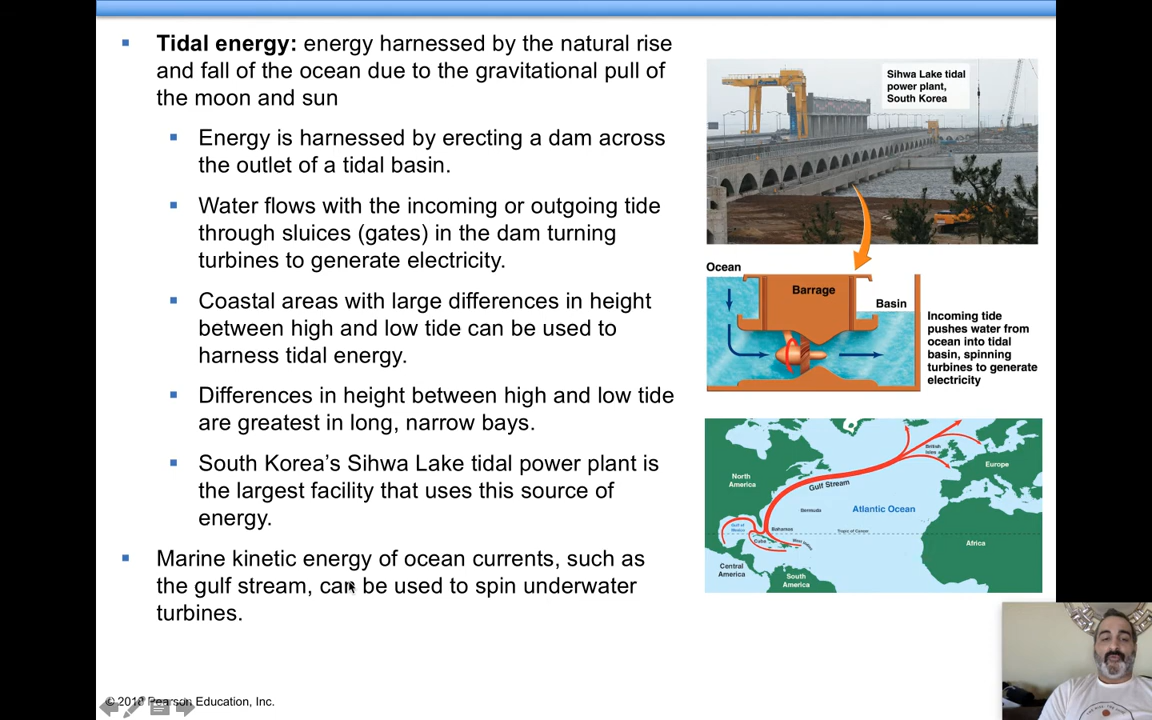 Tidal energy: energy harnessed by the natural rise
and fall of the ocean due to the gravitational pull of
the moon and sun
Energy is harnessed by erecting a dam across
the outlet of a tidal basin.
Water flows with the incoming or outgoing tide
through sluices (gates) in the dam turning
turbines to generate electricity.
Coastal areas with large differences in height
between high and low tide can be used to
harness tidal energy.
Differences in height between high and low tide
are greatest in long, narrow bays.
South Korea's Sihwa Lake tidal power plant is
the largest facility that uses this source of
energy.
Marine kinetic energy of ocean currents, such as
the gulf stream, can be used to spin underwater
turbines.
Sihwa Lake tidal
power plant,
South Korea
Ocean
Barrage
Basin
Incoming tide
pushes water from
ocean into tidal
basin, spinning
turbines to generate
electricity
North
America
Gulf Stream
British
Isles
Europe
Bermuda
Atlantic Ocean
Gulf of
Mexico
Bahamas
Cuba
West Indies
Tropic of Cancer
Africa
Central
America
South
America
© 2018 Pearson Education, Inc.